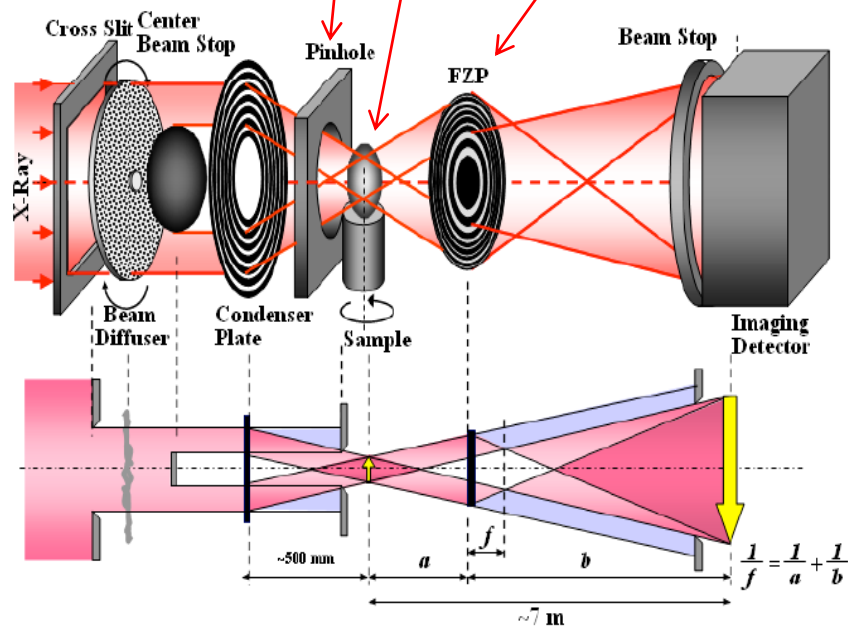 Cross Slit
Center
Beam Stop
Pinhole
FZP
Beam Stop
X-Ray
Beam
Diffuser
Condenser
Plate
Sample
Imaging
Detector
~500 mm
a
f
b
1/f = 1/a + 1/b
~7 m